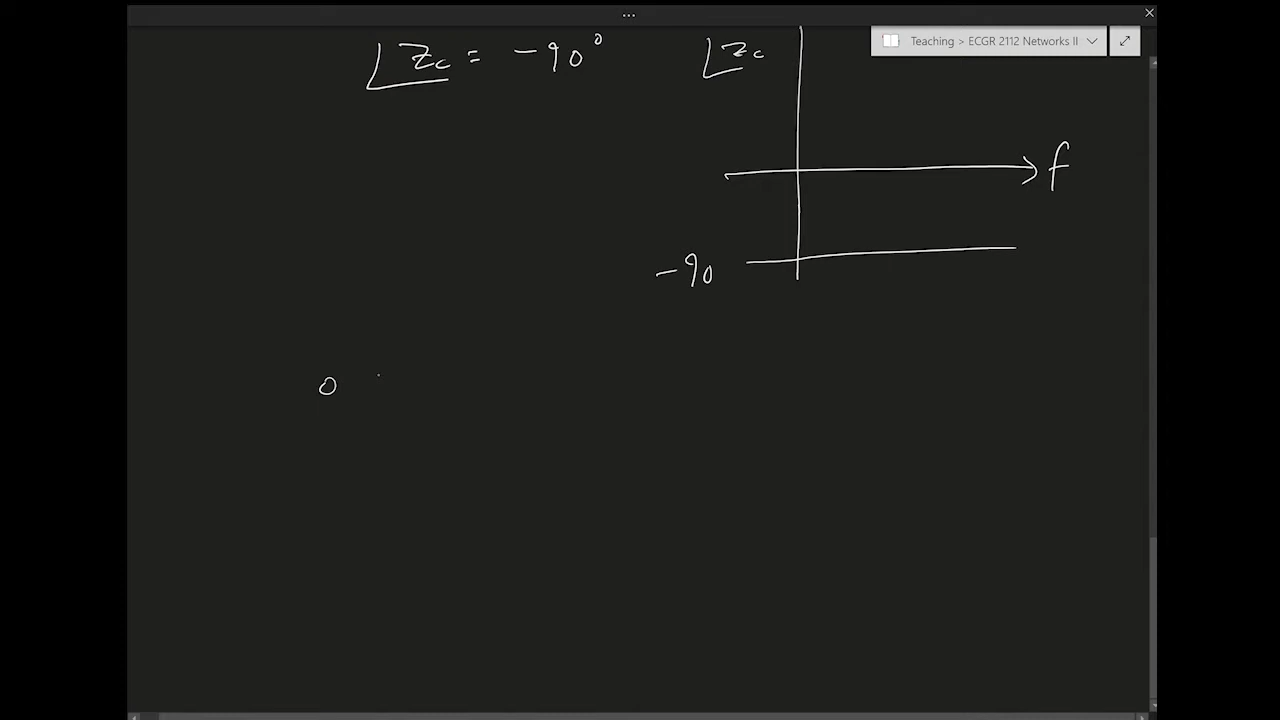 Teaching > ECGR 2112 Networks II
∠Zc = -90°
∠Zc
f
-90
0